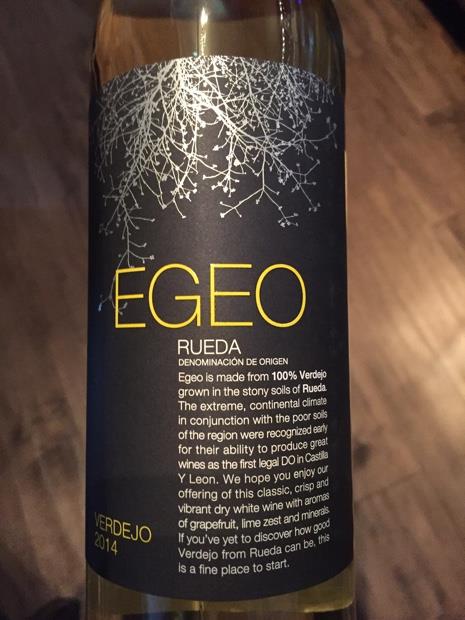 EGEO
RUEDA
DENOMINACIÓN DE ORIGEN
Egeo is made from 100% Verdejo
grown in the stony soils of Rueda.
The extreme, continental climate
in conjunction with the poor soils
of the region were recognized early
for their ability to produce great
wines as the first legal DO in Castilla
Y Leon. We hope you enjoy our
offering of this classic, crisp and
vibrant dry white wine with aromas
of grapefruit, lime zest and minerals.
If you've yet to discover how good
Verdejo from Rueda can be, this
is a fine place to start.
VERDEJO
2014